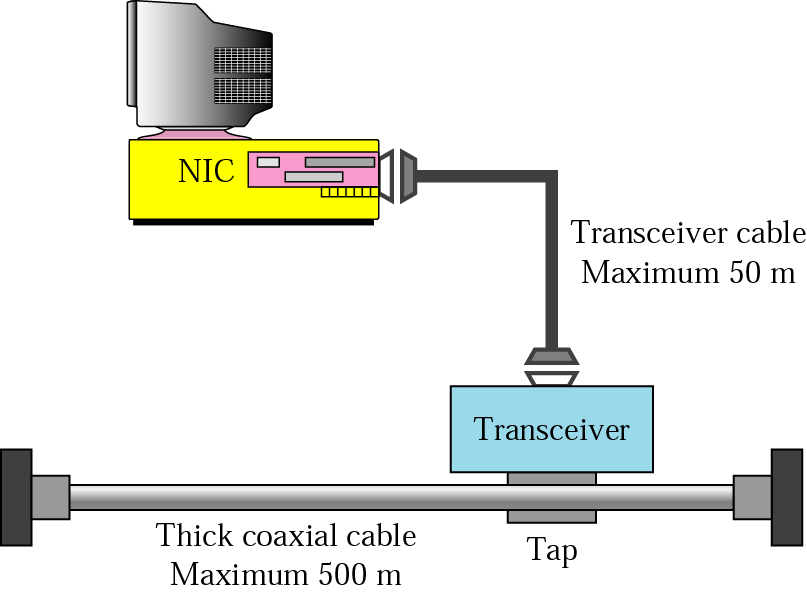 NIC
Transceiver cable
Maximum 50 m
Transceiver
Thick coaxial cable
Maximum 500 m
Tap